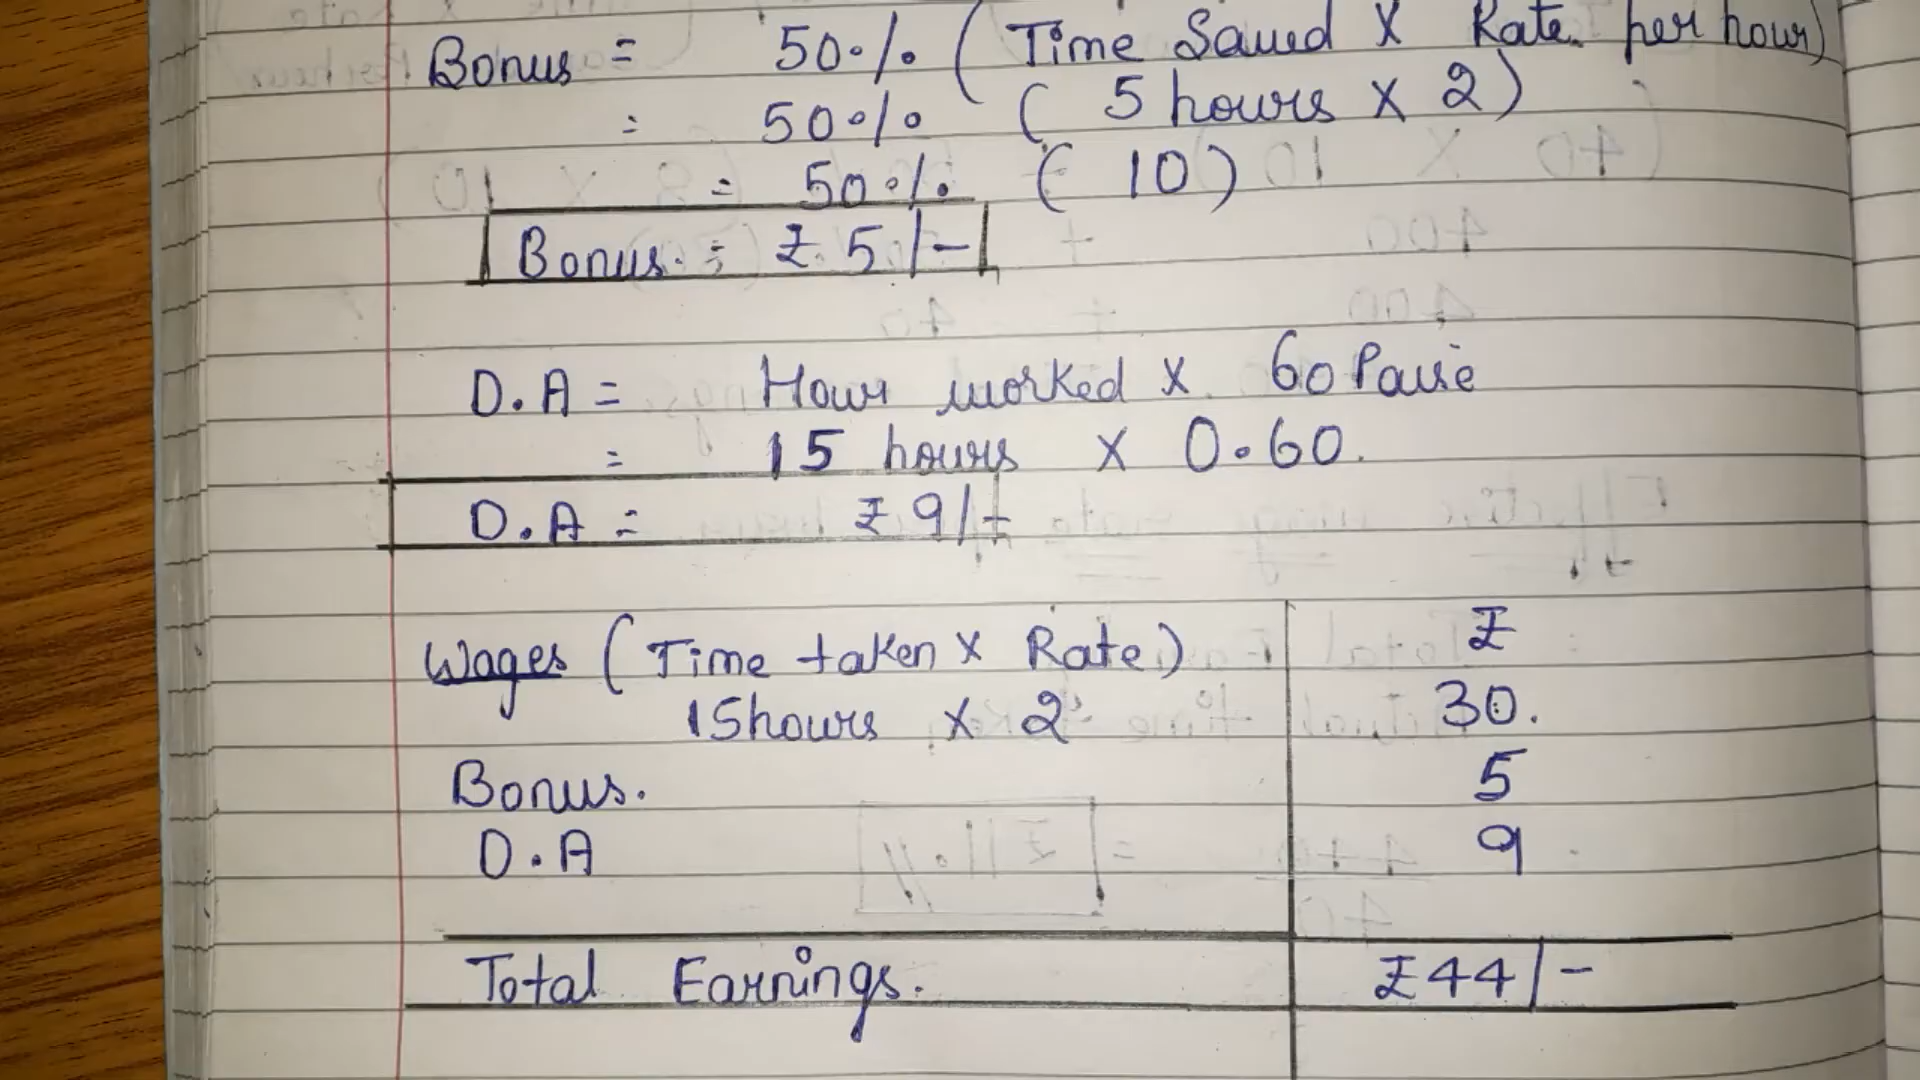 Bonus = 50% ( Time Saved X Rate per hour)
= 50% ( 5 hours X 2)
= 50% ( 10)
Bonus = ₹ 5/-
D.A = Hour worked X 60 Paise
= 15 hours X 0.60.
D.A = ₹ 9/-
Wages ( Time taken X Rate) ₹
15hours X 2 30.
Bonus. 5
D.A 9
Total Earnings. ₹44/-